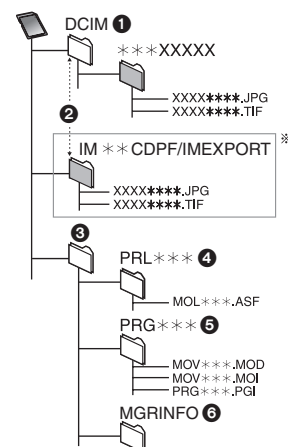 DCIM ❶
∗∗∗XXXXX
XXXX∗∗∗∗.JPG
XXXX∗∗∗∗.TIF
❷
※
IM ∗∗CDPF/IMEXPORT
XXXX∗∗∗∗.JPG
XXXX∗∗∗∗.TIF
❸
PRL∗∗∗ ❹
MOL∗∗∗.ASF
PRG∗∗∗ ❺
MOV∗∗∗.MOD
MOV∗∗∗.MOI
PRG∗∗∗.PGI
MGRINFO ❻